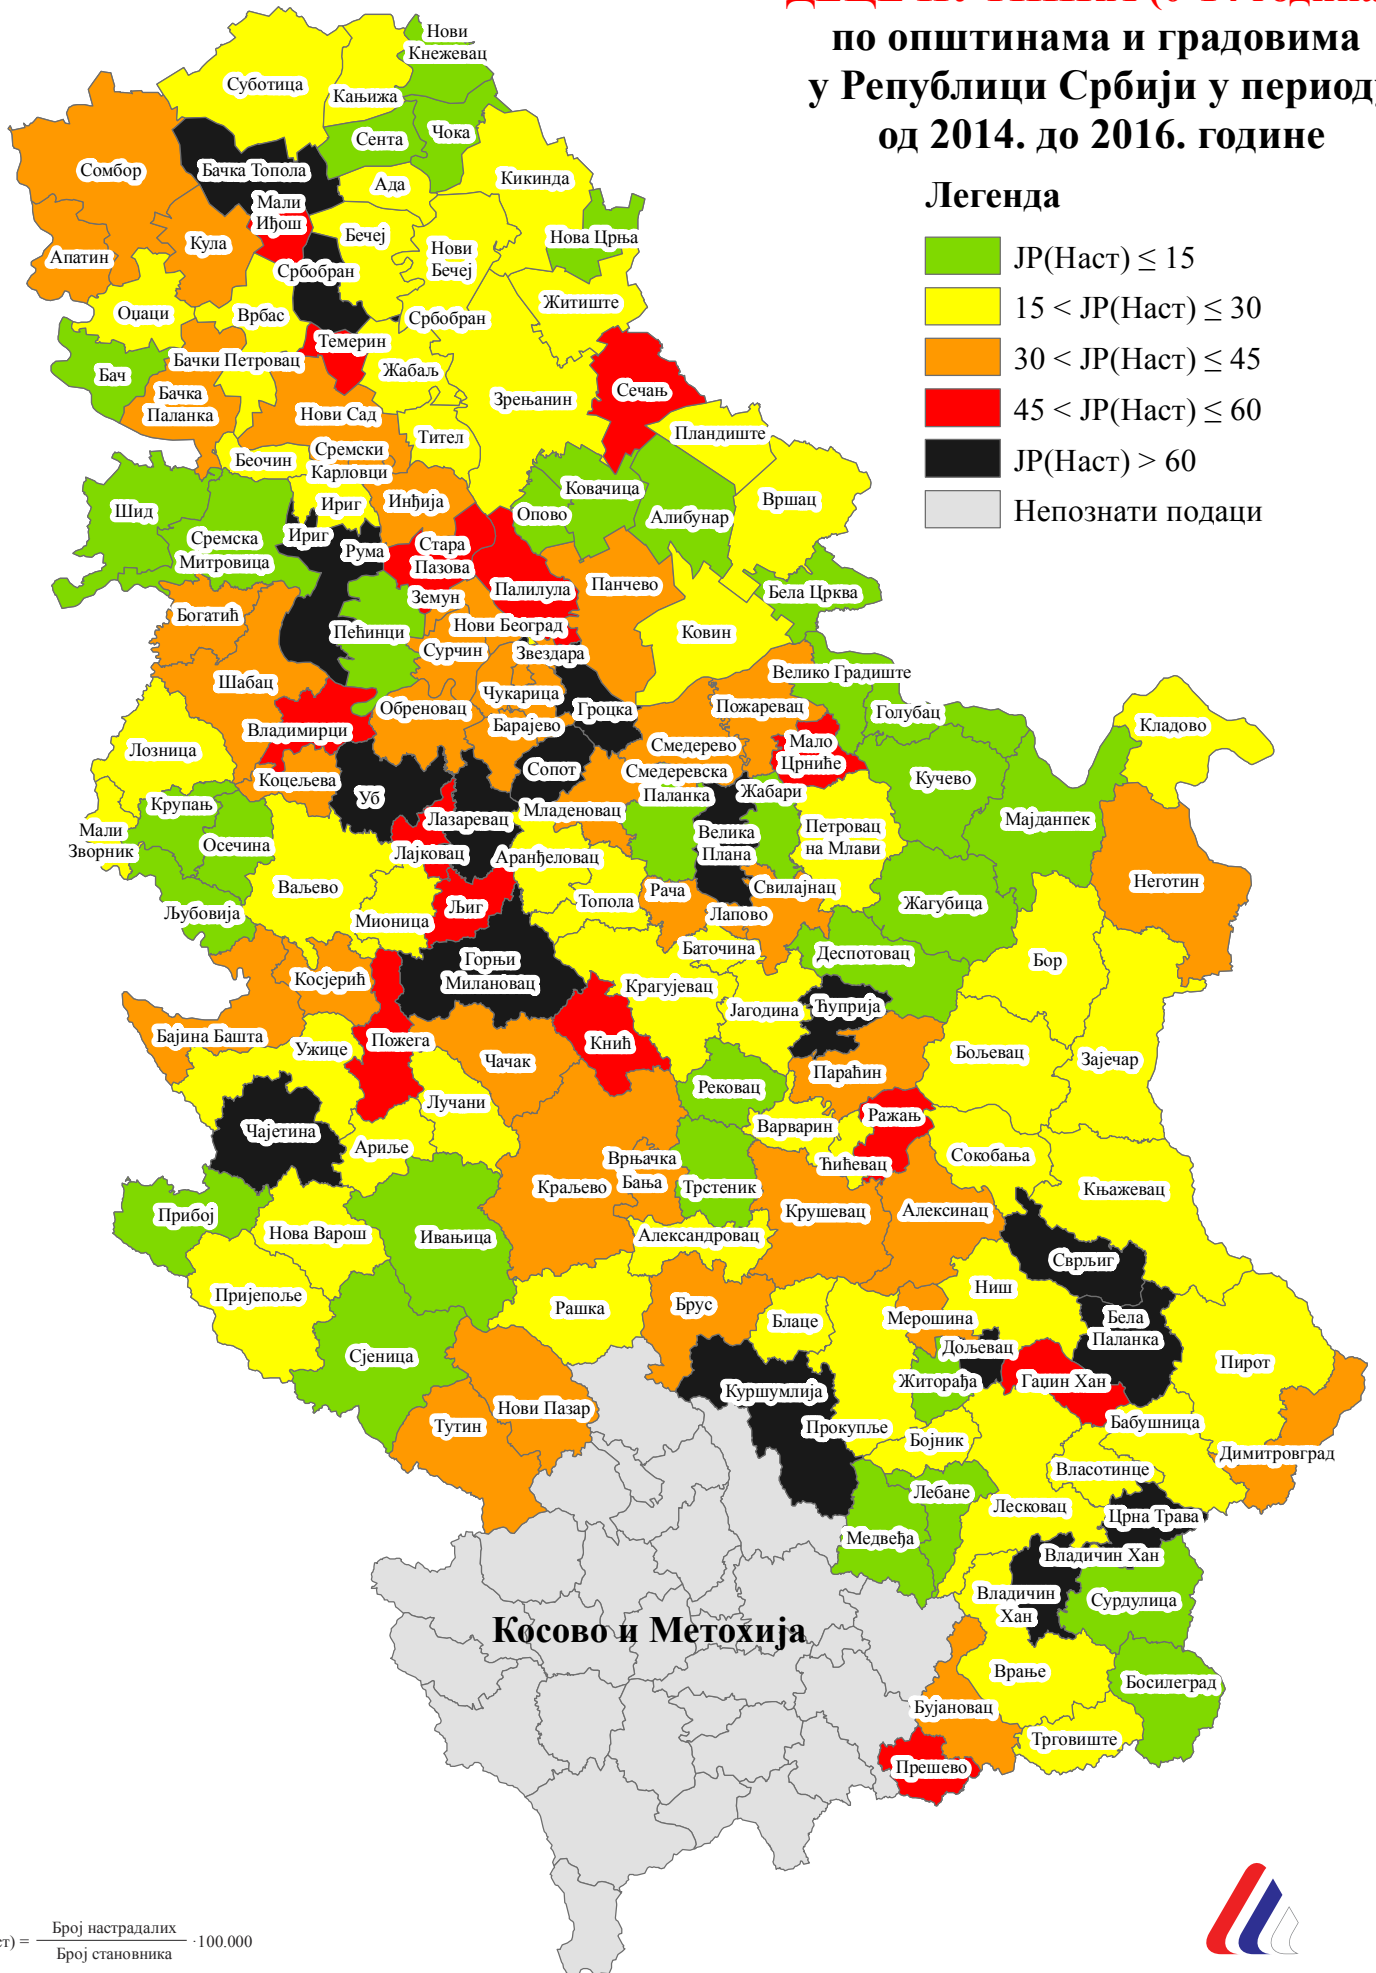 по општинама и градовима
у Републици Србији у период
од 2014. до 2016. године
Легенда
ЈР(Наст) ≤ 15
15 < ЈР(Наст) ≤ 30
30 < ЈР(Наст) ≤ 45
45 < ЈР(Наст) ≤ 60
ЈР(Наст) > 60
Непознати подаци
Нови
Кнежевац
Суботица
Кањижа
Сента
Чока
Сомбор
Бачка Топола
Ада
Кикинда
Мали
Иђош
Апатин
Кула
Бечеј
Нови
Бечеј
Нова Црња
Србобран
Житиште
Оџаци
Врбас
Србобран
Темерин
Бачки Петровац
Жабаљ
Бач
Бачка
Паланка
Нови Сад
Зрењанин
Сечањ
Тител
Пландиште
Беочин
Сремски
Карловци
Вршац
Ковачица
Шид
Ириг
Инђија
Опово
Алибунар
Сремска
Митровица
Ириг
Рума
Стара
Пазова
Палилула
Панчево
Бела Црква
Земун
Богатић
Нови Београд
Пећинци
Ковин
Сурчин
Звездара
Шабац
Велико Градиште
Чукарица
Обреновац
Гроцка
Пожаревац
Голубац
Кладово
Владимирци
Барајево
Лозница
Смедерево
Мало
Црниће
Коцељева
Сопот
Смедеревска
Паланка
Кучево
Жабари
Уб
Крупањ
Младеновац
Мајданпек
Лазаревац
Мали
Зворник
Велика
Плана
Петровац
на Млави
Осечина
Лајковац
Аранђеловац
Ваљево
Рача
Свилајнац
Неготин
Топола
Жагубица
Љубовија
Мионица
Љиг
Лапово
Баточина
Деспотовац
Горњи
Милановац
Бор
Косјерић
Крагујевац
Јагодина
Ћуприја
Бајина Башта
Ужице
Пожега
Кнић
Чачак
Бољевац
Зајечар
Параћин
Рековац
Лучани
Ражањ
Чајетина
Варварин
Ариље
Сокобања
Врњачка
Бања
Ћићевац
Краљево
Трстеник
Књажевац
Прибој
Крушевац
Алексинац
Нова Варош
Ивањица
Александровац
Сврљиг
Пријепоље
Ниш
Рашка
Брус
Блаце
Мерошина
Бела
Паланка
Сјеница
Дољевац
Пирот
Житорађа
Гаџин Хан
Куршумлија
Нови Пазар
Тутин
Прокупље
Бојник
Бабушница
Димитровград
Власотинце
Лебане
Лесковац
Црна Трава
Медвеђа
Владичин Хан
Владичин
Хан
Сурдулица
Косово и Метохија
Врање
Босилеград
Бујановац
Трговиште
Прешево
Број настрадалих
ст) = ·100.000
Број становника